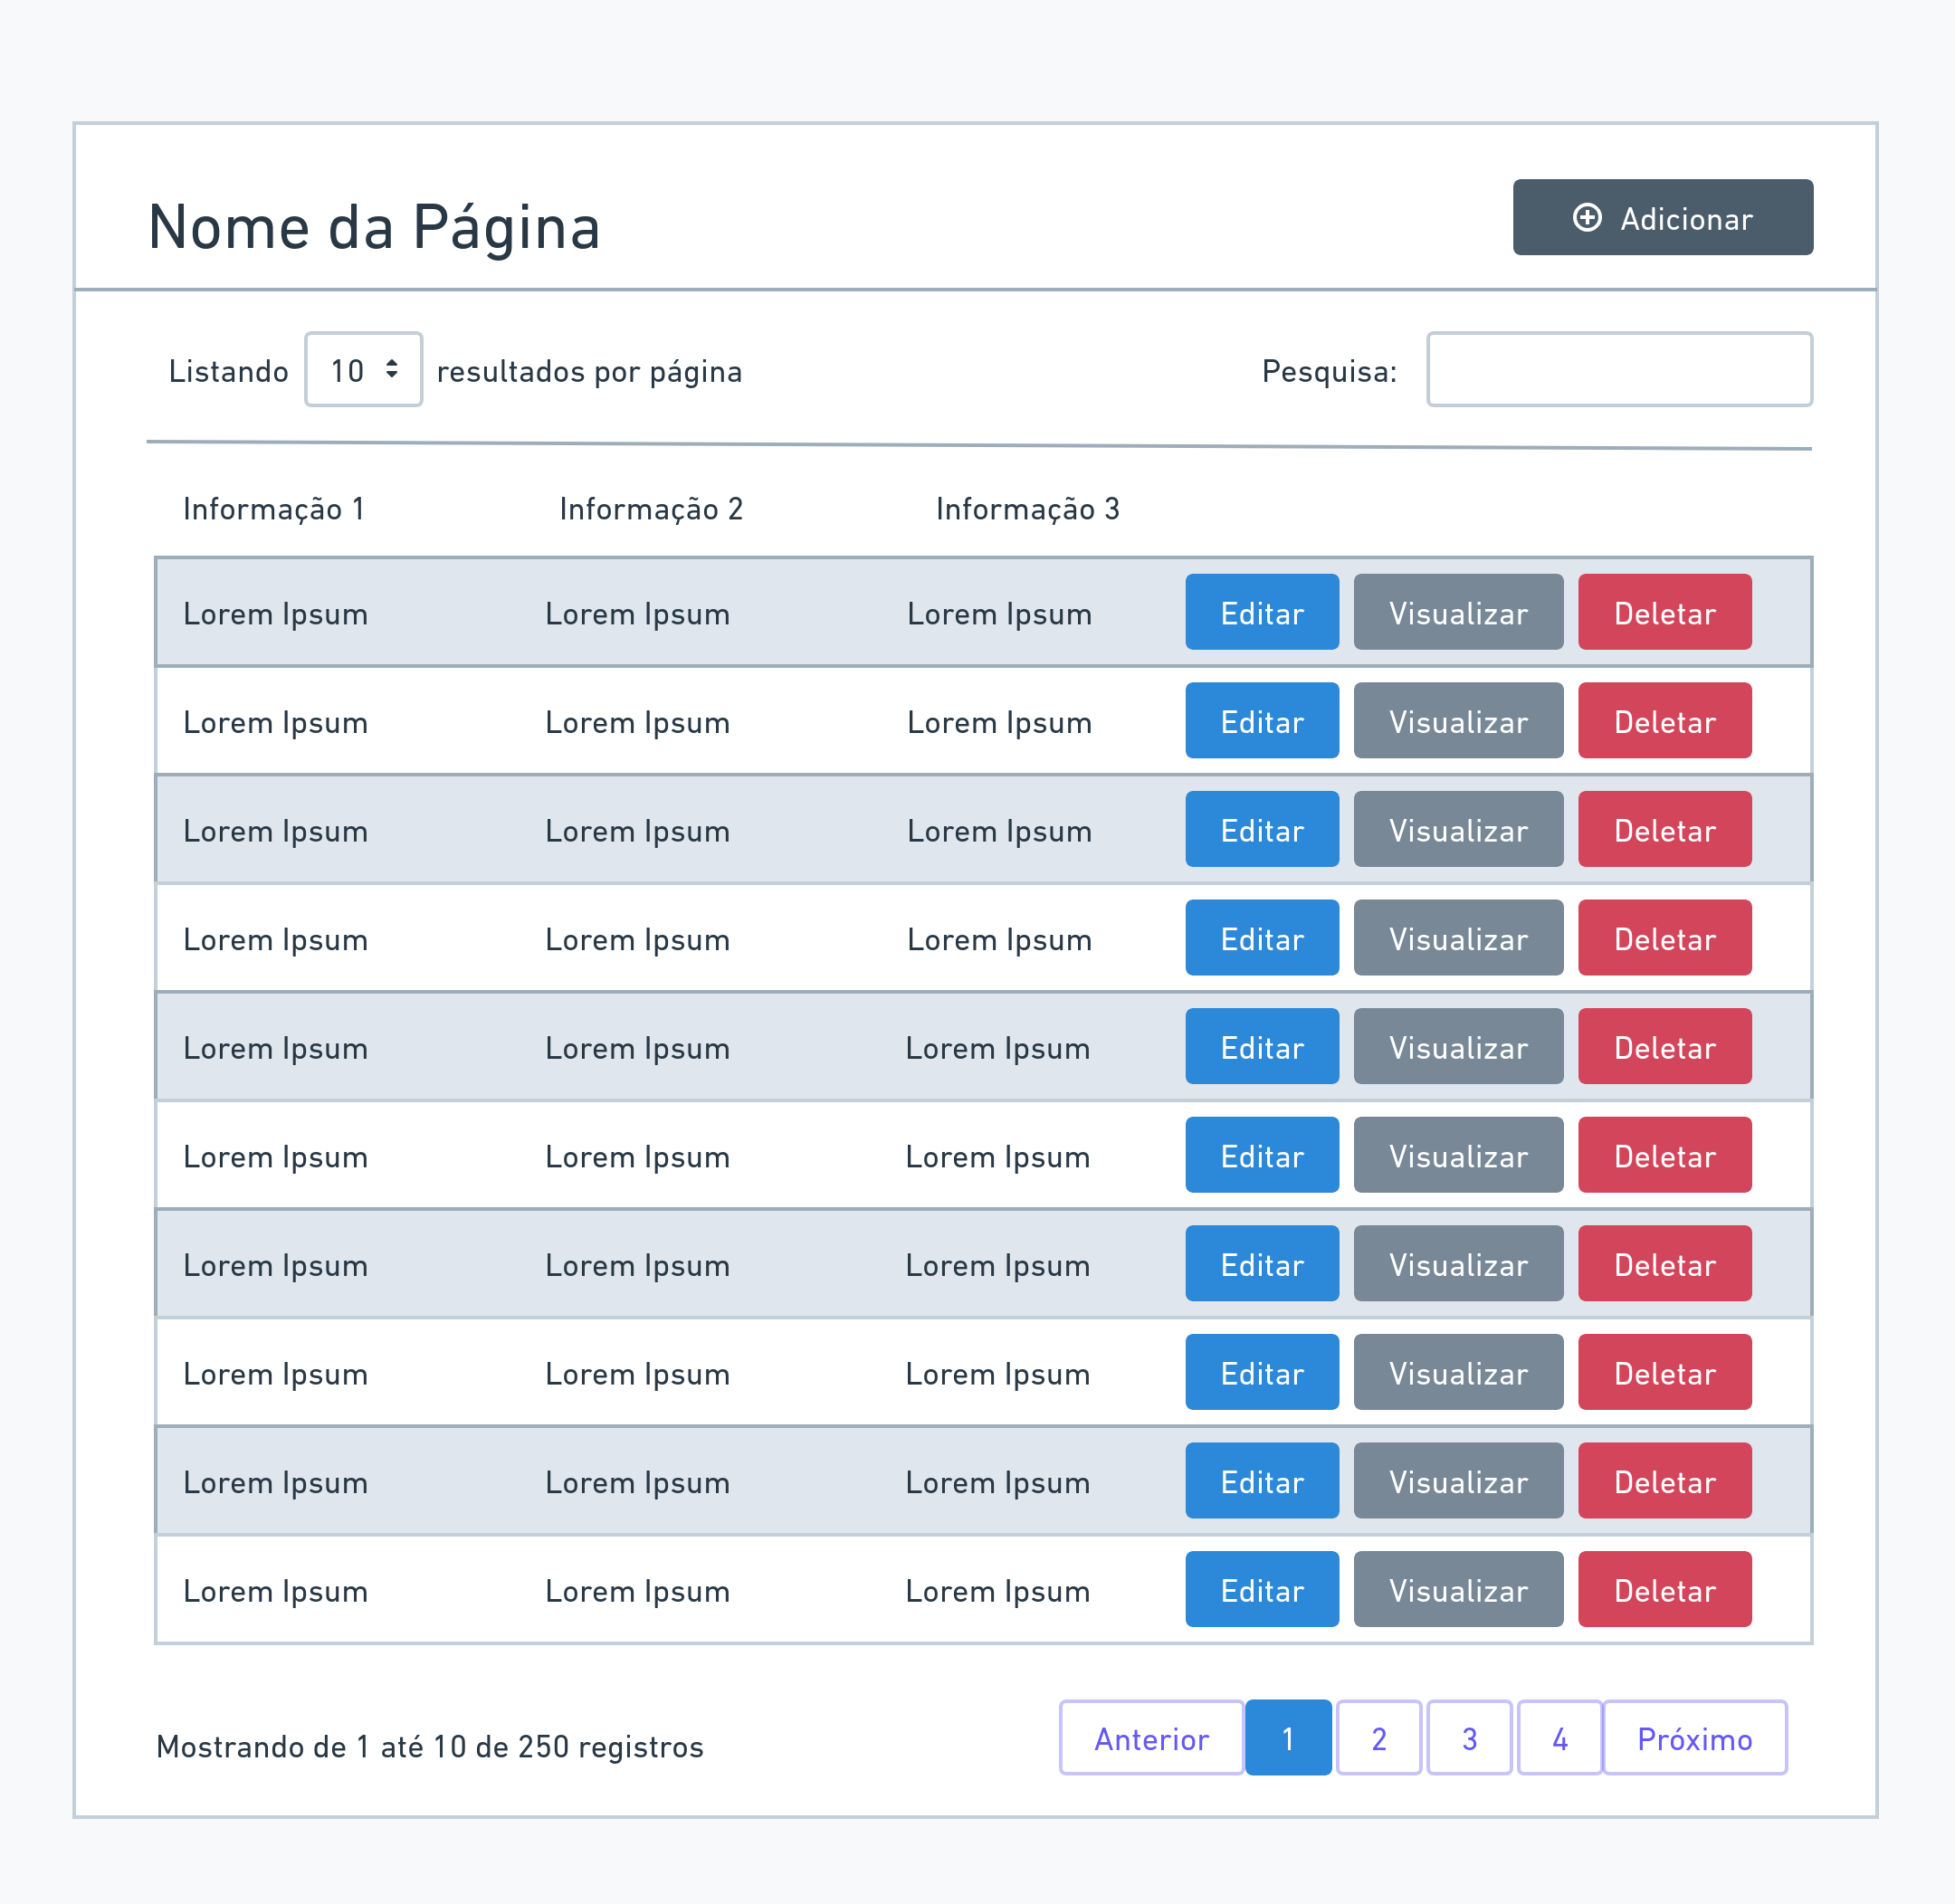 Nome da Página
Adicionar
Listando 10 resultados por página
Pesquisa:
Informação 1 Informação 2 Informação 3
Lorem Ipsum Lorem Ipsum Lorem Ipsum Editar Visualizar Deletar
Lorem Ipsum Lorem Ipsum Lorem Ipsum Editar Visualizar Deletar
Lorem Ipsum Lorem Ipsum Lorem Ipsum Editar Visualizar Deletar
Lorem Ipsum Lorem Ipsum Lorem Ipsum Editar Visualizar Deletar
Lorem Ipsum Lorem Ipsum Lorem Ipsum Editar Visualizar Deletar
Lorem Ipsum Lorem Ipsum Lorem Ipsum Editar Visualizar Deletar
Lorem Ipsum Lorem Ipsum Lorem Ipsum Editar Visualizar Deletar
Lorem Ipsum Lorem Ipsum Lorem Ipsum Editar Visualizar Deletar
Lorem Ipsum Lorem Ipsum Lorem Ipsum Editar Visualizar Deletar
Lorem Ipsum Lorem Ipsum Lorem Ipsum Editar Visualizar Deletar
Mostrando de 1 até 10 de 250 registros
Anterior 1 2 3 4 Próximo